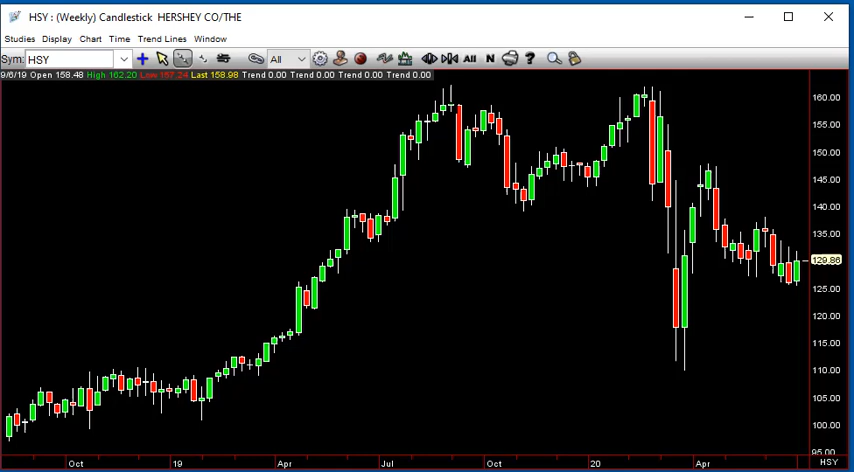 HSY : (Weekly) Candlestick HERSHEY CO/THE
Studies Display Chart Time Trend Lines Window
Sym: HSY All All N ?
9/6/19 Open 158.48 High 162.20 Low 157.24 Last 158.98 Trend 0.00 Trend 0.00 Trend 0.00 Trend 0.00
160.00
155.00
150.00
145.00
140.00
135.00
129.86
125.00
120.00
115.00
110.00
105.00
100.00
95.00
Oct 19 Apr Jul Oct 20 Apr HSY